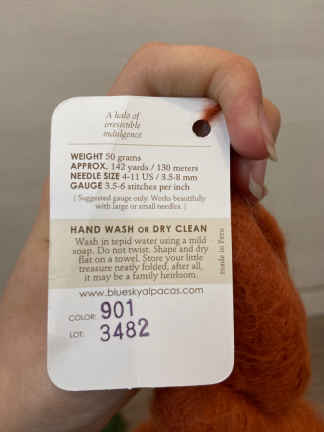 A halo of
irresistible
indulgence
WEIGHT 50 grams
APPROX. 142 yards / 130 meters
NEEDLE SIZE 4-11 US / 3.5-8 mm
GAUGE 3.5-6 stitches per inch
( Suggested gauge only. Works beautifully
with large or small needles. )
HAND WASH OR DRY CLEAN
Wash in tepid water using a mild
soap. Do not twist. Shape and dry
flat on a towel. Store your little
treasure neatly folded; after all,
it may be a family heirloom.
made in Peru
www.blueskyalpacas.com
COLOR: 901
LOT: 3482